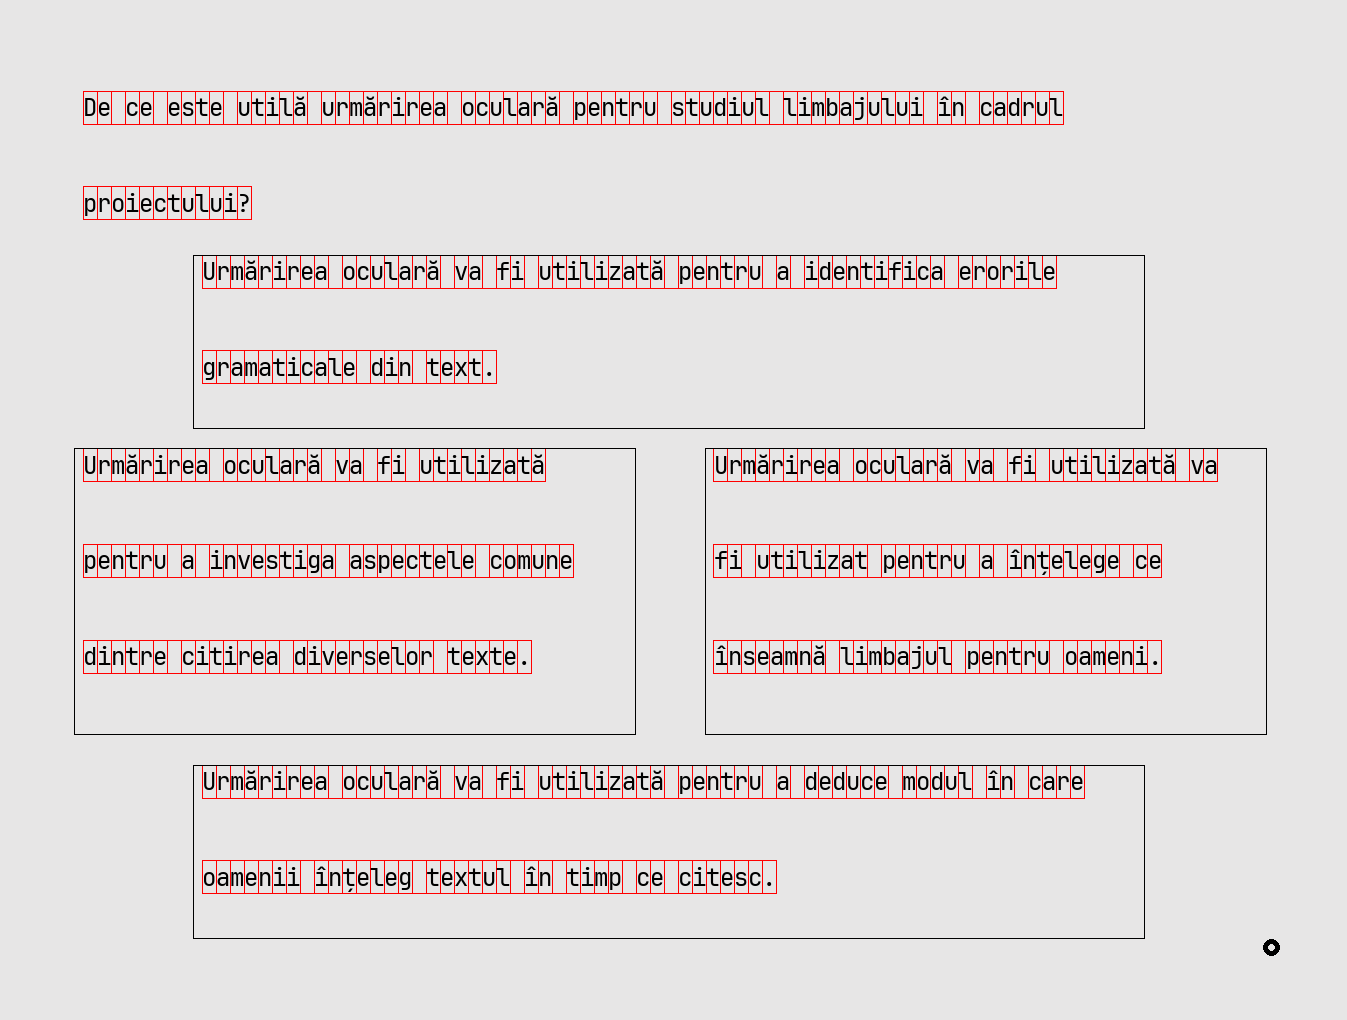 De ce este utilă urmărirea oculară pentru studiul limbajului în cadrul
proiectului?
Urmărirea oculară va fi utilizată pentru a identifica erorile
gramaticale din text.
Urmărirea oculară va fi utilizată
pentru a investiga aspectele comune
dintre citirea diverselor texte.
Urmărirea oculară va fi utilizată va
fi utilizat pentru a înțelege ce
înseamnă limbajul pentru oameni.
Urmărirea oculară va fi utilizată pentru a deduce modul în care
oamenii înțeleg textul în timp ce citesc.